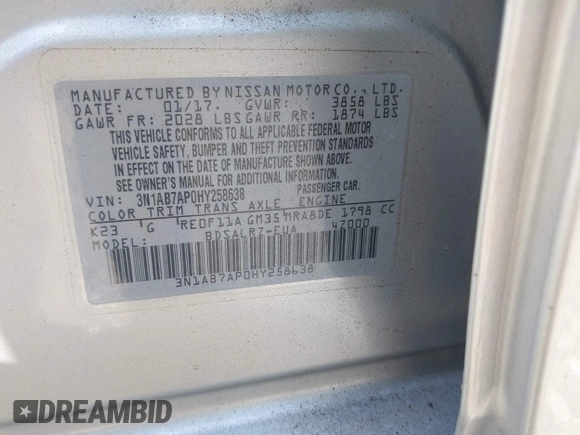 MANUFACTURED BY NISSAN MOTOR CO., LTD.
DATE: 01/17. GVWR: 3858 LBS
GAWR FR: 2028 LBS GAWR RR: 1874 LBS
THIS VEHICLE CONFORMS TO ALL APPLICABLE FEDERAL MOTOR
VEHICLE SAFETY, BUMPER AND THEFT PREVENTION STANDARDS
IN EFFECT ON THE DATE OF MANUFACTURE SHOWN ABOVE.
SEE OWNER'S MANUAL FOR ADDITIONAL INFORMATION.
VIN: 3N1AB7AP0HY258638 PASSENGER CAR.
COLOR TRIM TRANS AXLE ENGINE
K23 G RE0F11A GM35 MRA8DE 1798 CC
MODEL: BDSALRZ-EUA 47000
3N1AB7AP0HY258638
DREAMBID